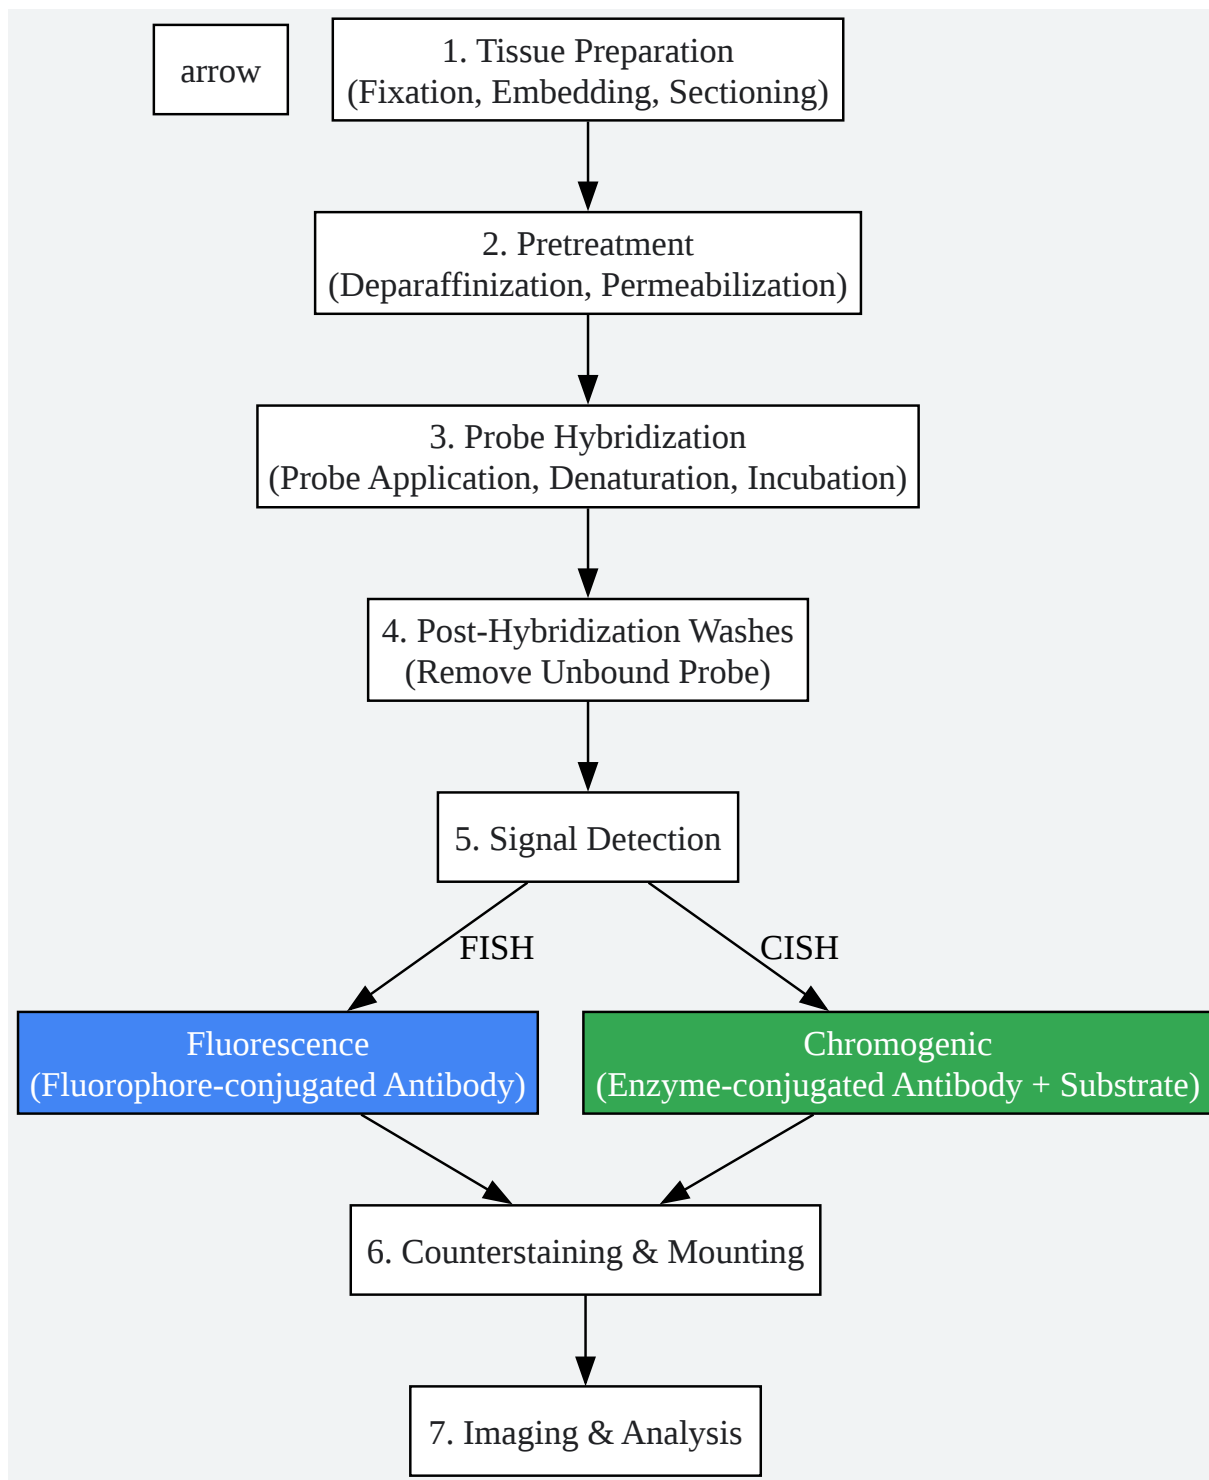 arrow
1. Tissue Preparation
(Fixation, Embedding, Sectioning)
2. Pretreatment
(Deparaffinization, Permeabilization)
3. Probe Hybridization
(Probe Application, Denaturation, Incubation)
4. Post-Hybridization Washes
(Remove Unbound Probe)
5. Signal Detection
FISH
CISH
Fluorescence
(Fluorophore-conjugated Antibody)
Chromogenic
(Enzyme-conjugated Antibody + Substrate)
6. Counterstaining & Mounting
7. Imaging & Analysis